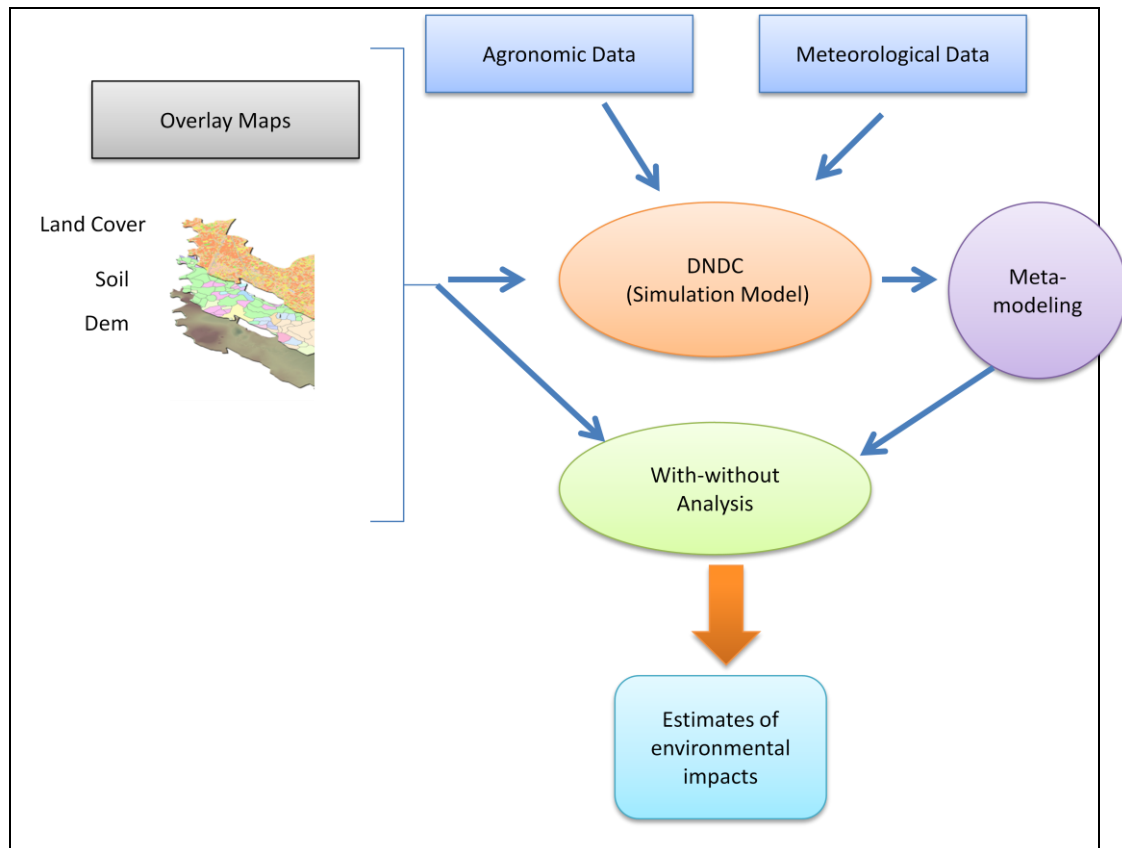 Agronomic Data
Meteorological Data
Overlay Maps
Land Cover
Soil
Dem
DNDC
(Simulation Model)
Meta-
modeling
With-without
Analysis
Estimates of
environmental
impacts